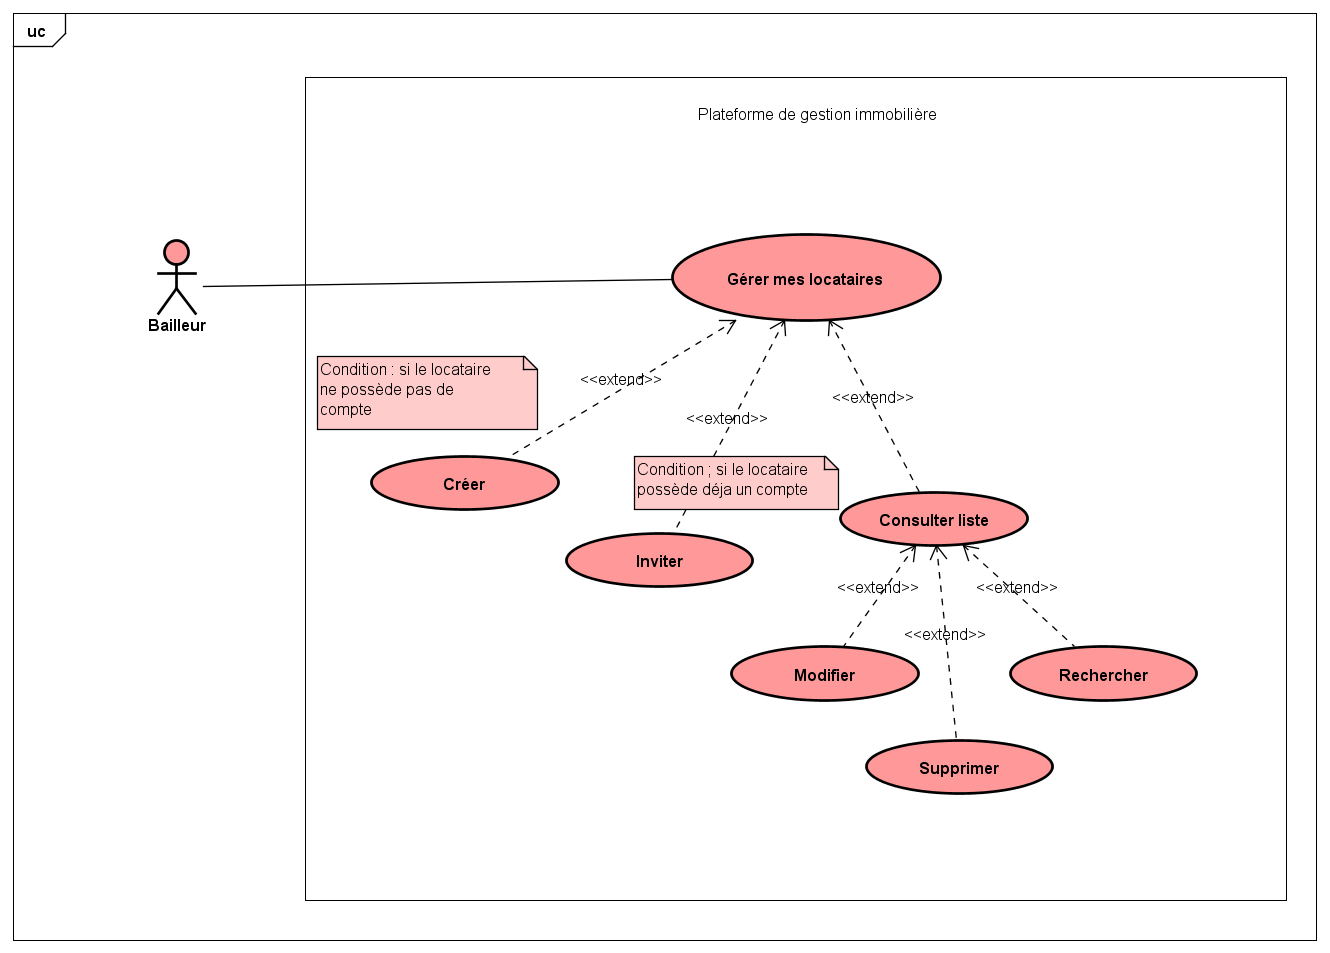 uc
Plateforme de gestion immobilière
Gérer mes locataires
Bailleur
Condition : si le locataire
ne possède pas de
compte
<<extend>>
<<extend>>
<<extend>>
Condition ; si le locataire
possède déja un compte
Créer
Consulter liste
Inviter
<<extend>>
<<extend>>
<<extend>>
Modifier
Rechercher
Supprimer